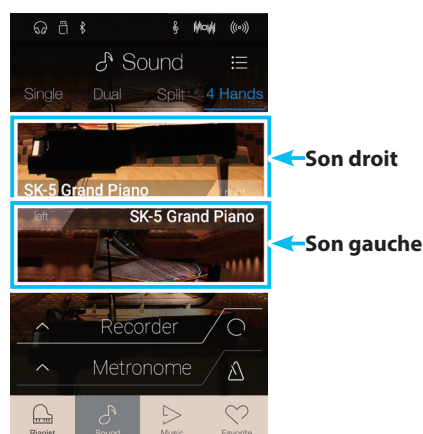 Sound
Single Dual Split 4 Hands
SK-5 Grand Piano
right
Son droit
left
SK-5 Grand Piano
Son gauche
Recorder
Metronome
Pianist Sound Music Favorite